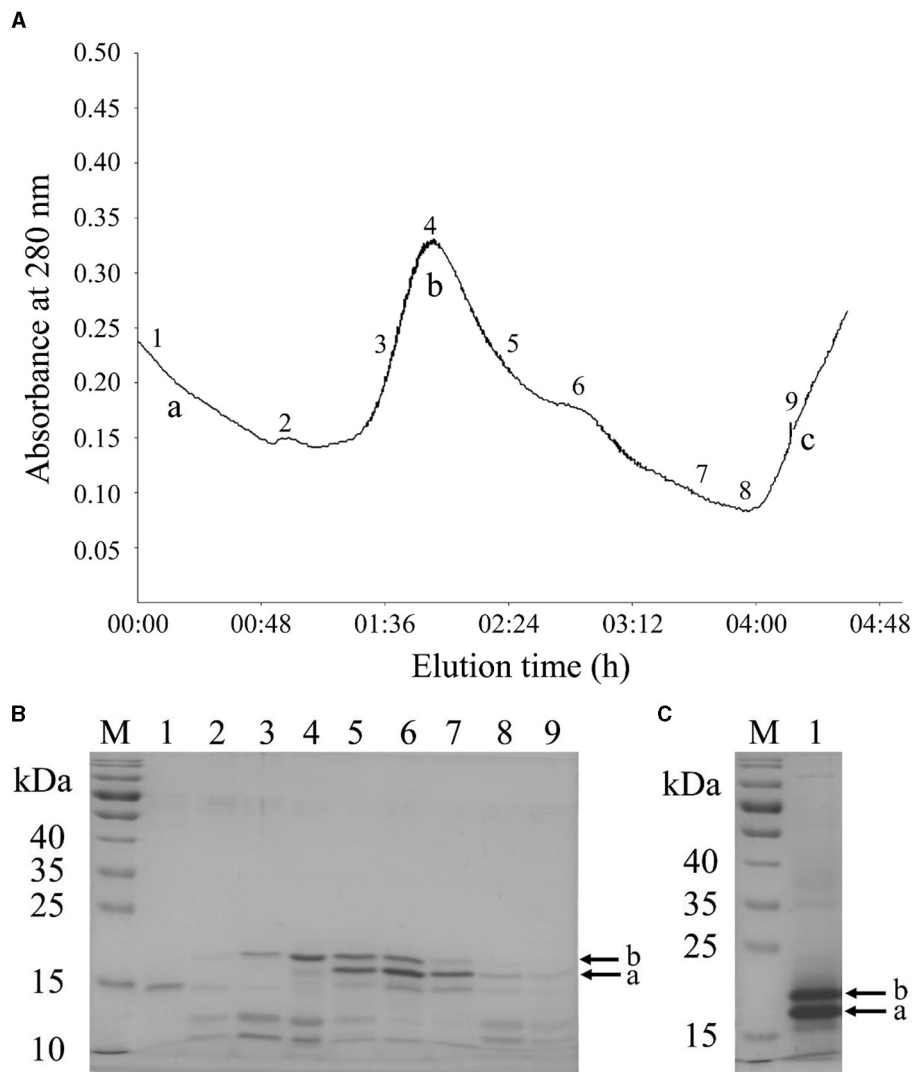 A
0.50
0.45
0.40
0.35
0.30
0.25
0.20
0.15
0.10
0.05
Absorbance at 280 nm
1
a
2
3
4
b
5
6
7
8
9
c
00:00 00:48 01:36 02:24 03:12 04:00 04:48
Elution time (h)
B
M 1 2 3 4 5 6 7 8 9
kDa
40
35
25
15
10
b
a
C
M 1
kDa
40
35
25
15
b
a